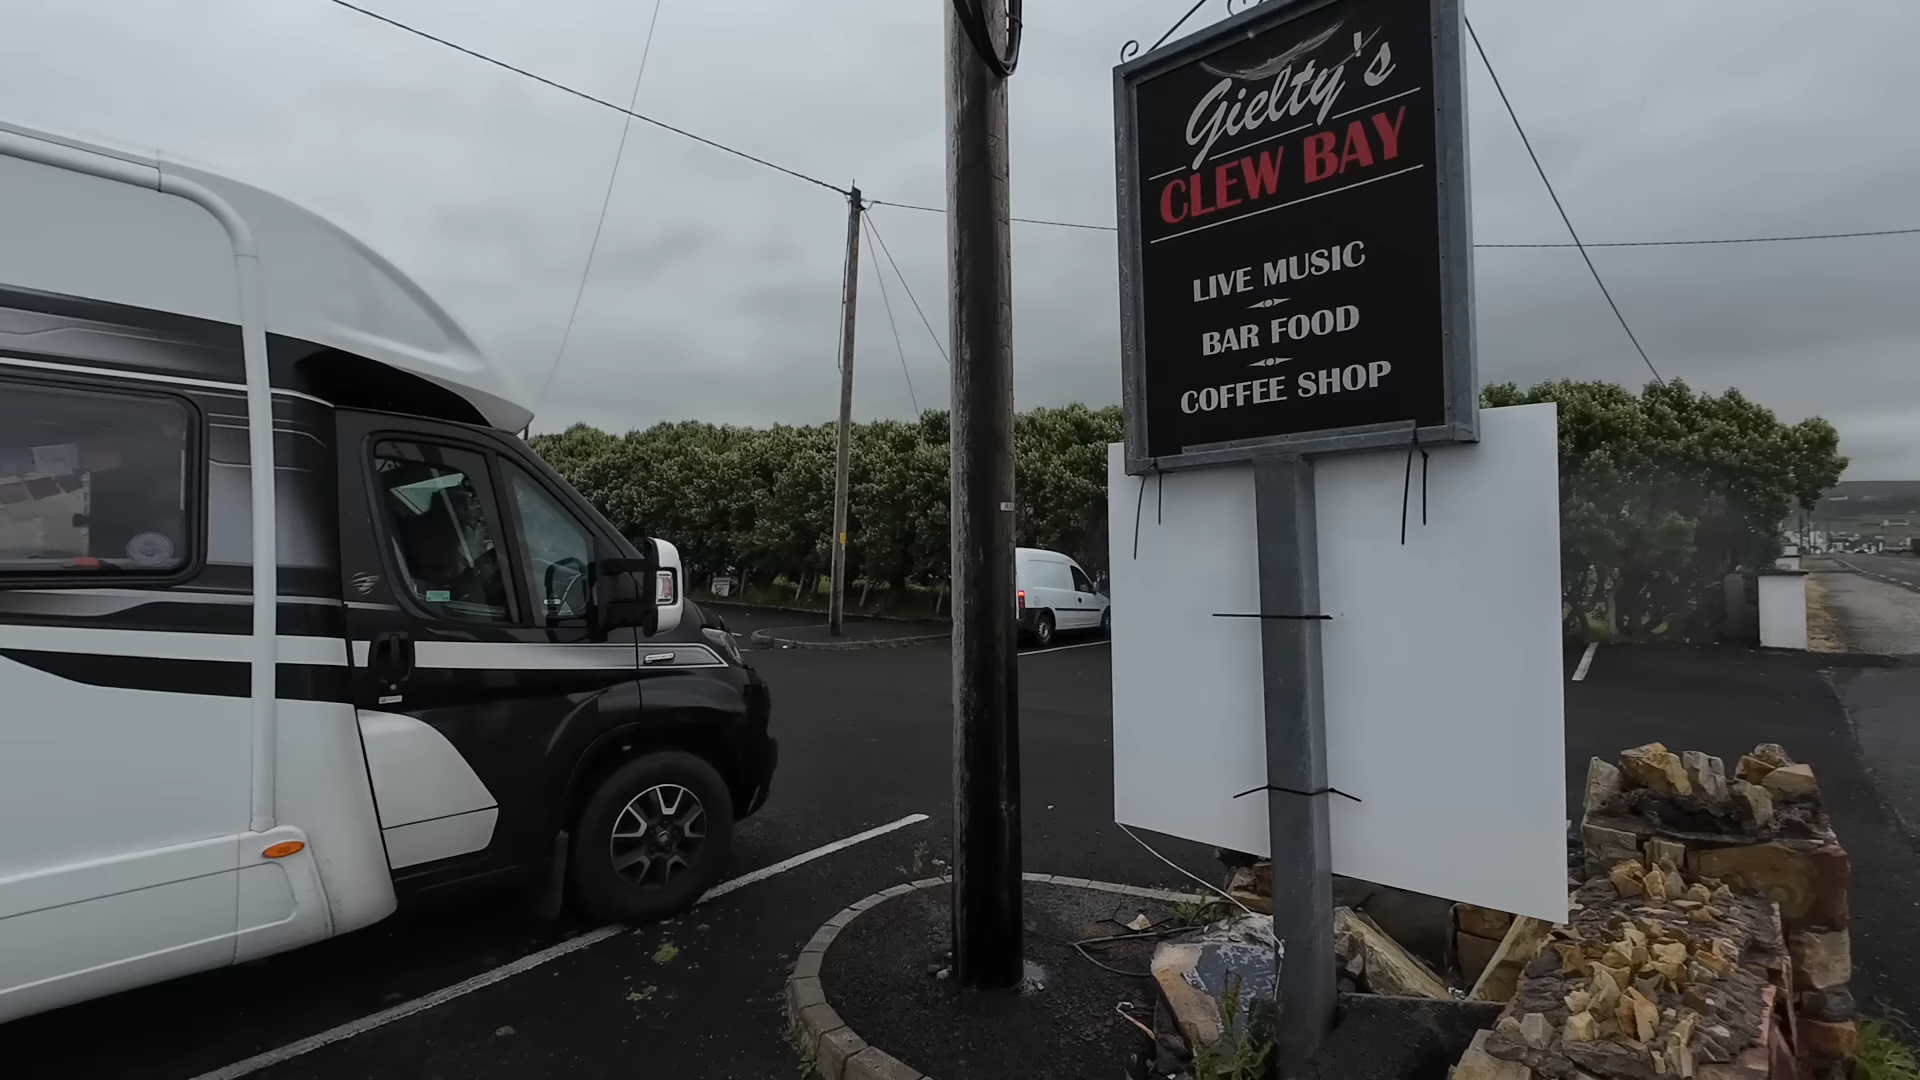 Gielty's
CLEW BAY
LIVE MUSIC
BAR FOOD
COFFEE SHOP